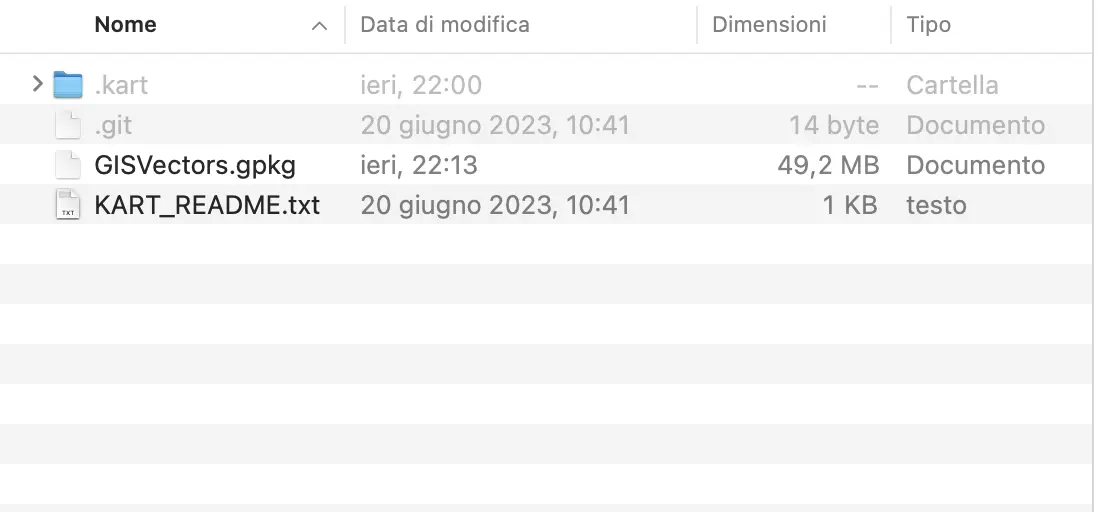 Nome Data di modifica Dimensioni Tipo
.kart ieri, 22:00 -- Cartella
.git 20 giugno 2023, 10:41 14 byte Documento
GISVectors.gpkg ieri, 22:13 49,2 MB Documento
TXT KART_README.txt 20 giugno 2023, 10:41 1 KB testo